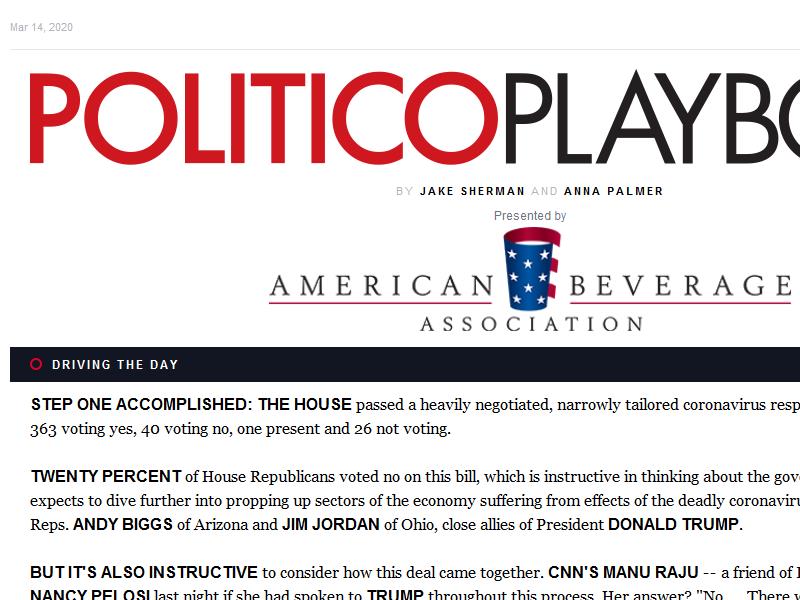 Mar 14, 2020
POLITICOPLAYBO
BY JAKE SHERMAN AND ANNA PALMER
Presented by
AMERICAN BEVERAGE
ASSOCIATION
DRIVING THE DAY
STEP ONE ACCOMPLISHED: THE HOUSE passed a heavily negotiated, narrowly tailored coronavirus resp
363 voting yes, 40 voting no, one present and 26 not voting.
TWENTY PERCENT of House Republicans voted no on this bill, which is instructive in thinking about the gov
expects to dive further into propping up sectors of the economy suffering from effects of the deadly coronaviru
Reps. ANDY BIGGS of Arizona and JIM JORDAN of Ohio, close allies of President DONALD TRUMP.
BUT IT'S ALSO INSTRUCTIVE to consider how this deal came together. CNN'S MANU RAJU -- a friend of
NANCY PELOSI last night if she had spoken to TRUMP throughout this process. Her answer? "No